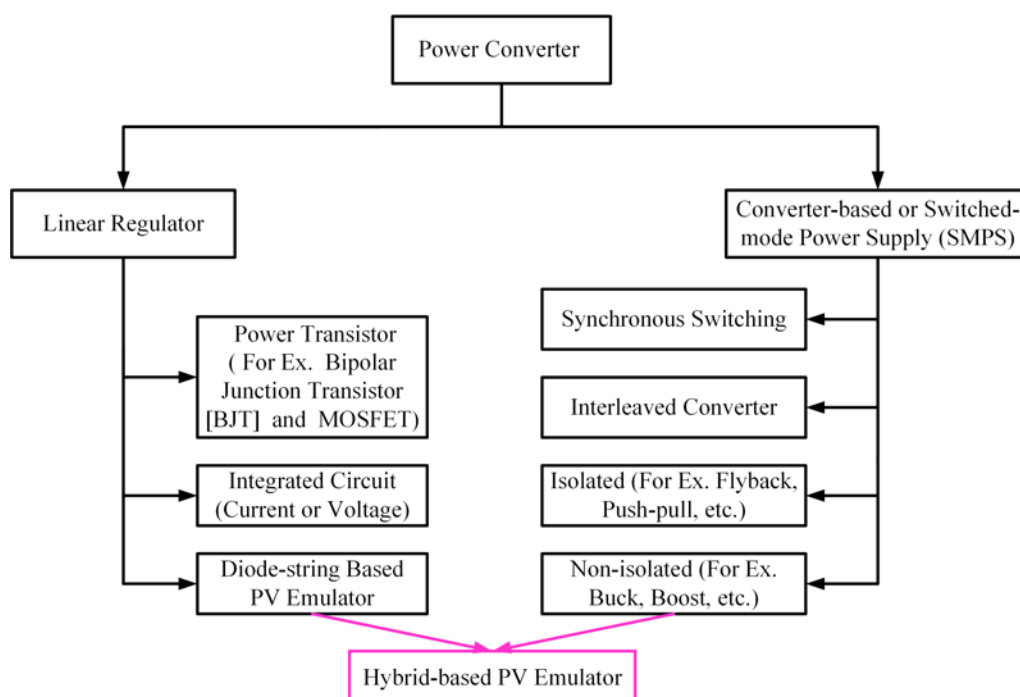 Power Converter
Linear Regulator
Converter-based or Switched-
mode Power Supply (SMPS)
Power Transistor
( For Ex. Bipolar
Junction Transistor
[BJT] and MOSFET)
Integrated Circuit
(Current or Voltage)
Diode-string Based
PV Emulator
Synchronous Switching
Interleaved Converter
Isolated (For Ex. Flyback,
Push-pull, etc.)
Non-isolated (For Ex.
Buck, Boost, etc.)
Hybrid-based PV Emulator